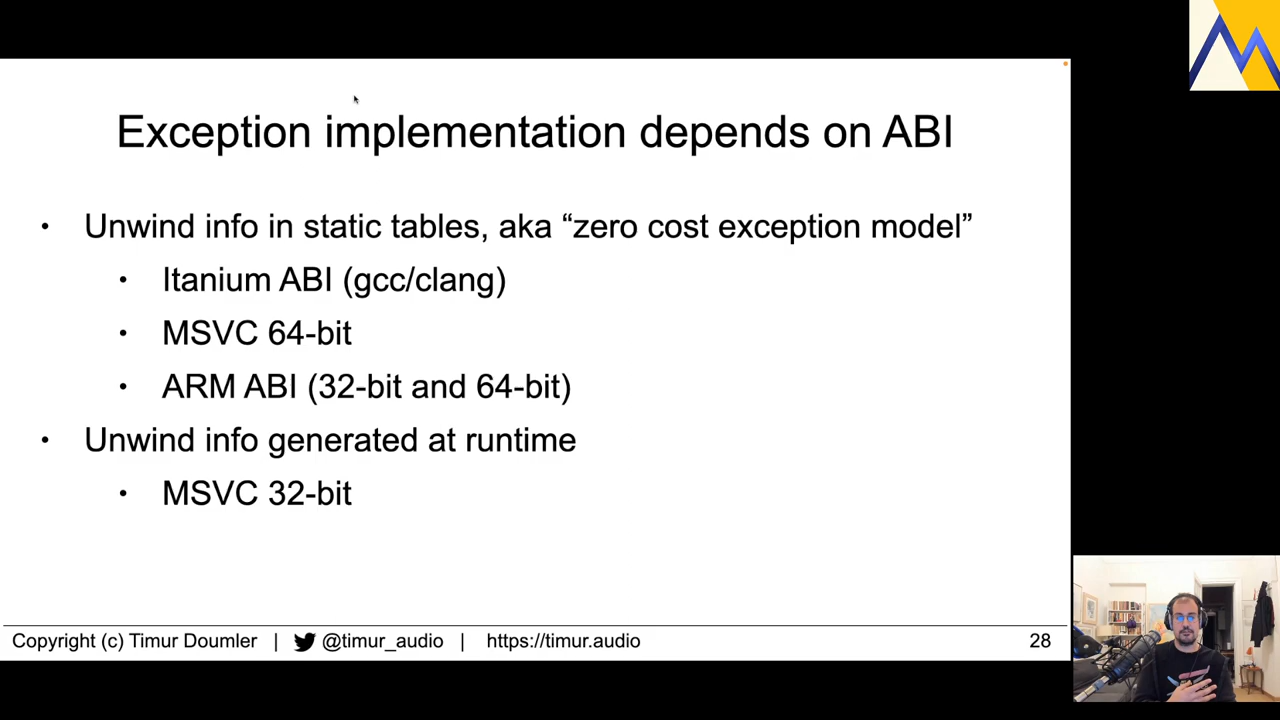 Exception implementation depends on ABI
• Unwind info in static tables, aka “zero cost exception model”
• Itanium ABI (gcc/clang)
• MSVC 64-bit
• ARM ABI (32-bit and 64-bit)
• Unwind info generated at runtime
• MSVC 32-bit
Copyright (c) Timur Doumler | @timur_audio | https://timur.audio 28